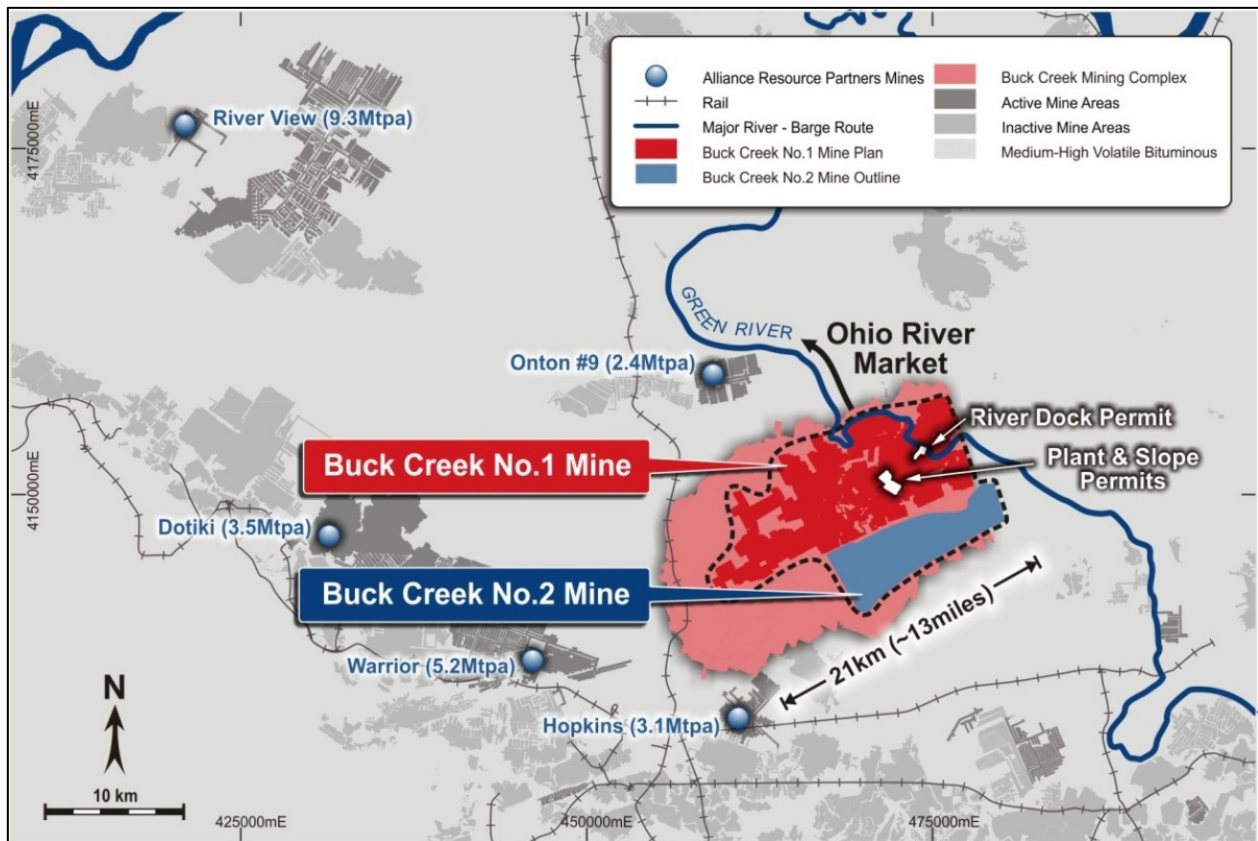 Alliance Resource Partners Mines
Rail
Major River - Barge Route
Buck Creek No.1 Mine Plan
Buck Creek No.2 Mine Outline
Buck Creek Mining Complex
Active Mine Areas
Inactive Mine Areas
Medium-High Volatile Bituminous
River View (9.3Mtpa)
4175000mE
GREEN RIVER
Ohio River
Market
Onton #9 (2.4Mtpa)
River Dock Permit
Plant & Slope
Permits
Buck Creek No.1 Mine
4150000mE
Dotiki (3.5Mtpa)
Buck Creek No.2 Mine
21km (~13miles)
Warrior (5.2Mtpa)
Hopkins (3.1Mtpa)
N
10 km
425000mE
450000mE
475000mE